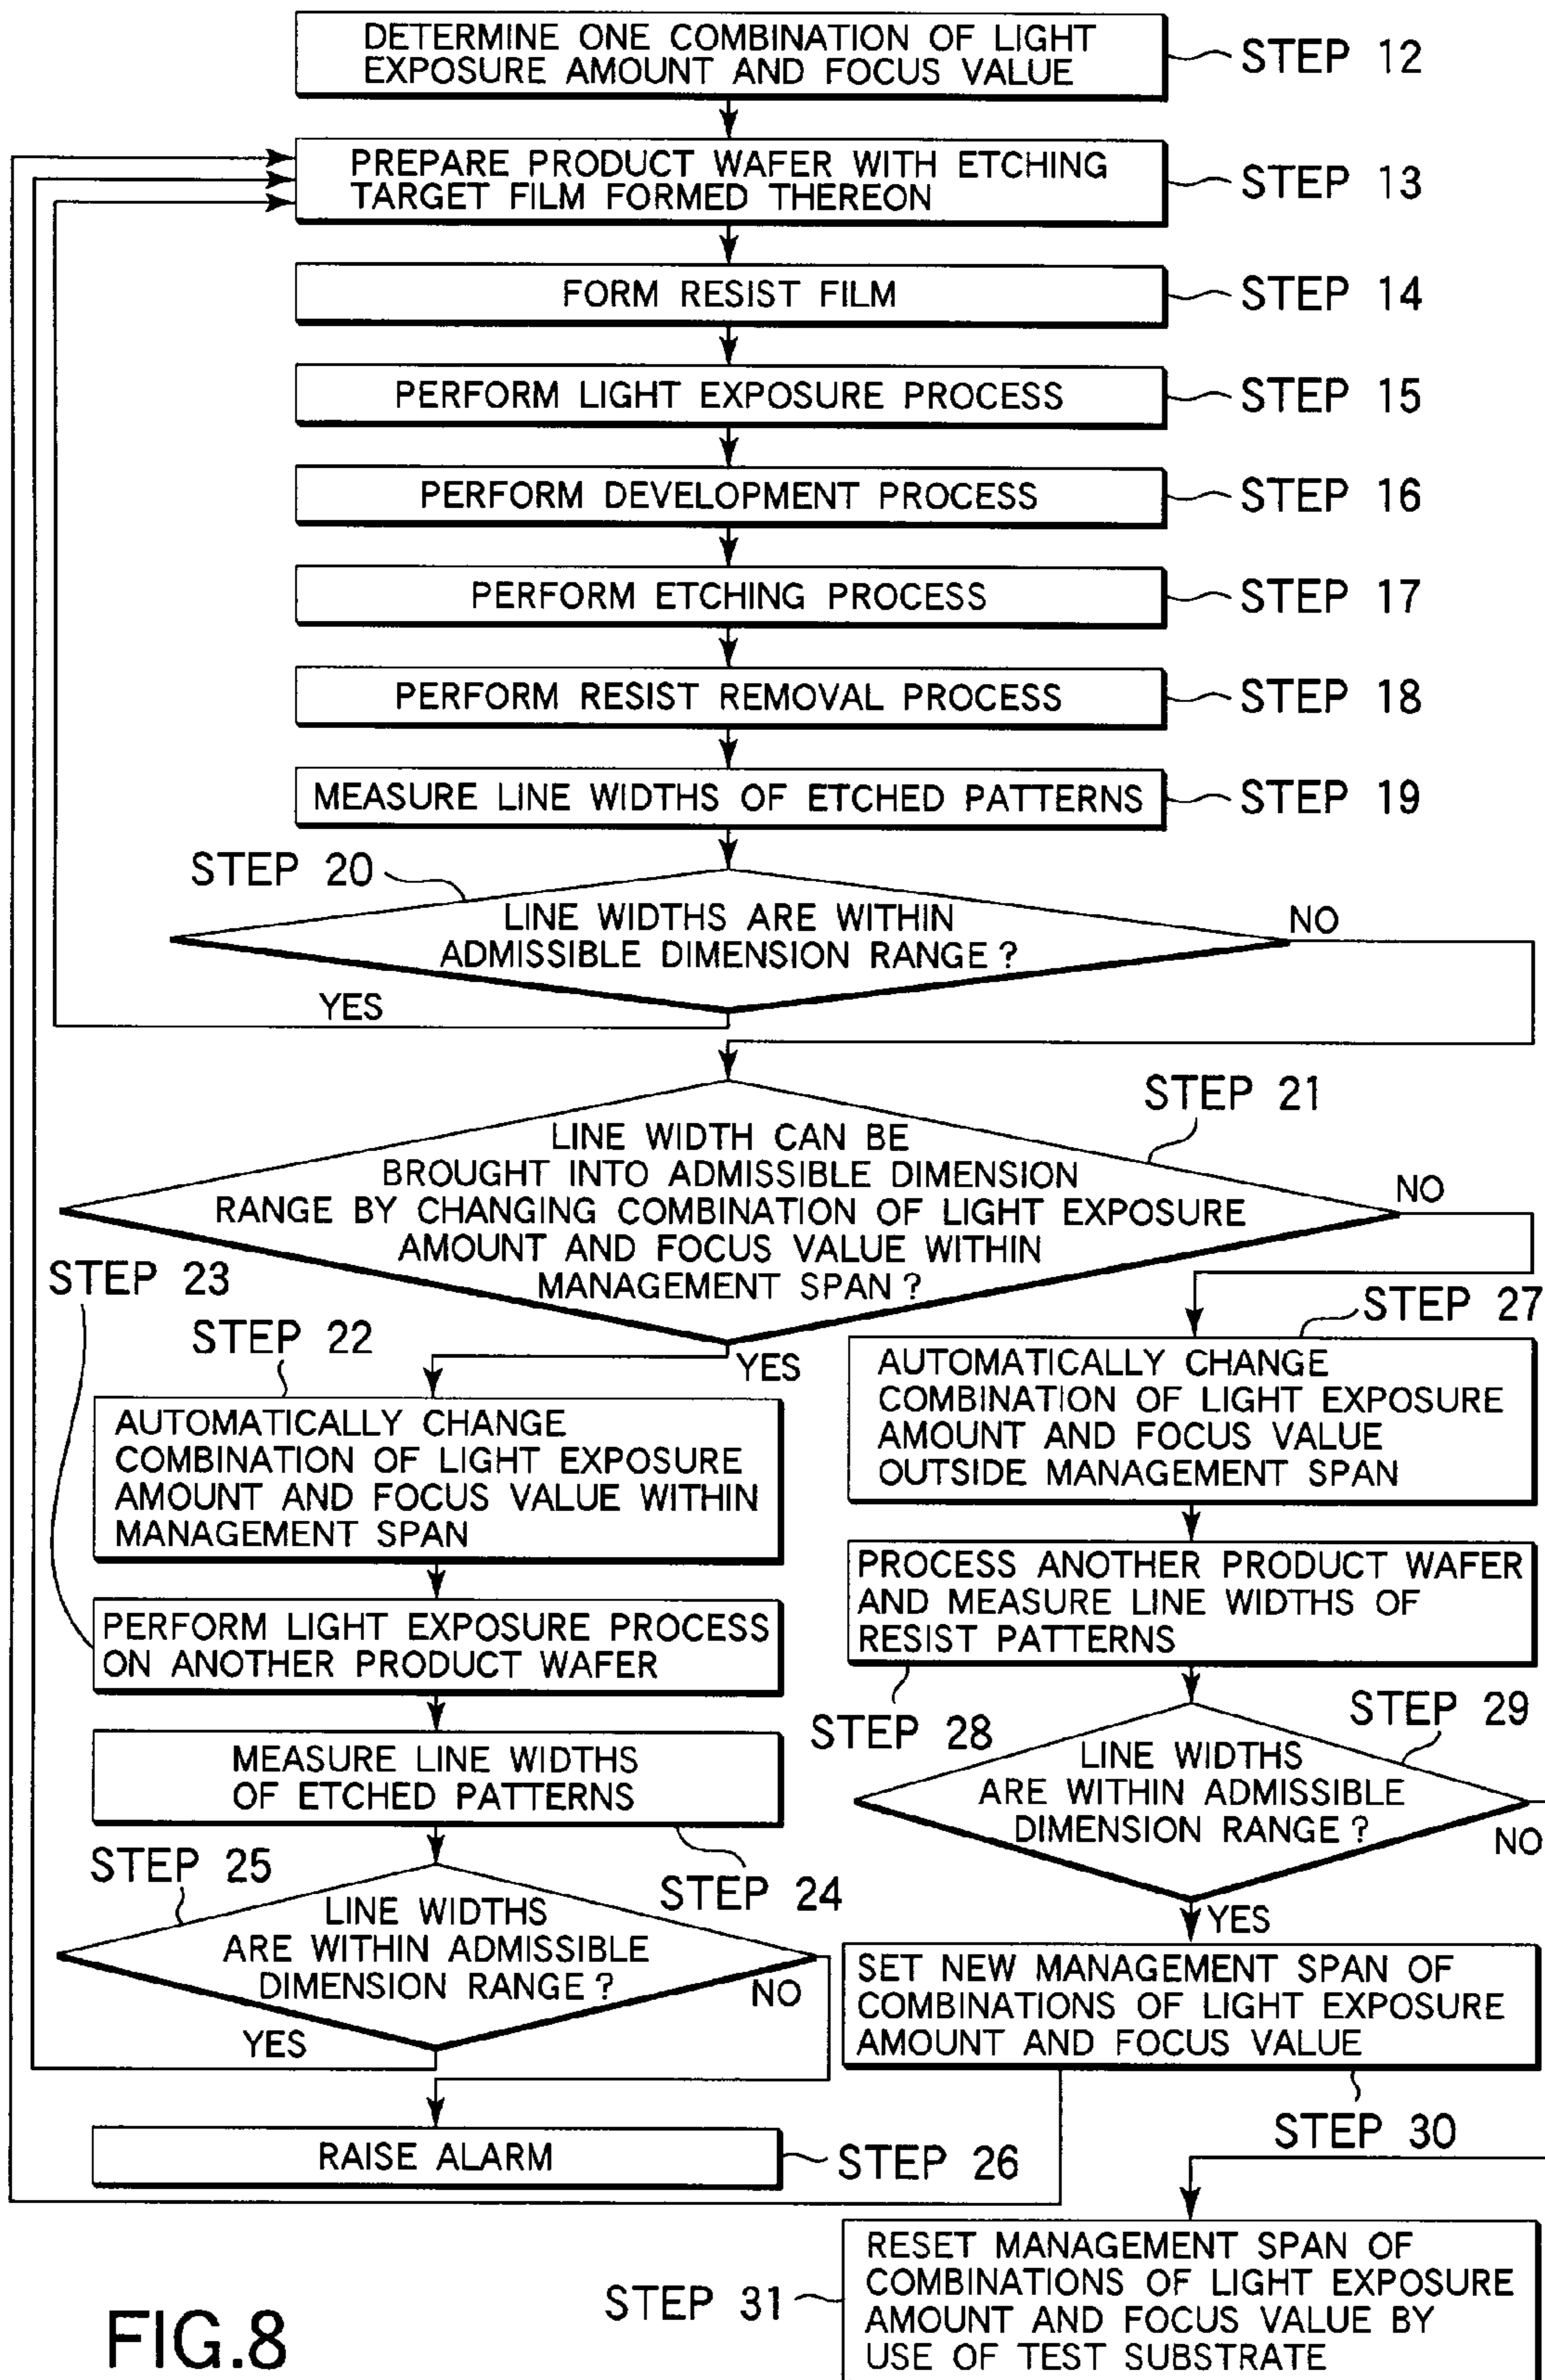 DETERMINE ONE COMBINATION OF LIGHT
EXPOSURE AMOUNT AND FOCUS VALUE
STEP 12
PREPARE PRODUCT WAFER WITH ETCHING
TARGET FILM FORMED THEREON
STEP 13
FORM RESIST FILM
STEP 14
PERFORM LIGHT EXPOSURE PROCESS
STEP 15
PERFORM DEVELOPMENT PROCESS
STEP 16
PERFORM ETCHING PROCESS
STEP 17
PERFORM RESIST REMOVAL PROCESS
STEP 18
MEASURE LINE WIDTHS OF ETCHED PATTERNS
STEP 19
STEP 20
LINE WIDTHS ARE WITHIN
ADMISSIBLE DIMENSION RANGE?
NO
YES
STEP 21
LINE WIDTH CAN BE
BROUGHT INTO ADMISSIBLE DIMENSION
RANGE BY CHANGING COMBINATION OF LIGHT EXPOSURE
AMOUNT AND FOCUS VALUE WITHIN
MANAGEMENT SPAN?
NO
YES
STEP 23
STEP 22
AUTOMATICALLY CHANGE
COMBINATION OF LIGHT EXPOSURE
AMOUNT AND FOCUS VALUE WITHIN
MANAGEMENT SPAN
PERFORM LIGHT EXPOSURE PROCESS
ON ANOTHER PRODUCT WAFER
MEASURE LINE WIDTHS
OF ETCHED PATTERNS
STEP 24
STEP 25
LINE WIDTHS
ARE WITHIN ADMISSIBLE
DIMENSION RANGE?
NO
YES
RAISE ALARM
STEP 26
STEP 27
AUTOMATICALLY CHANGE
COMBINATION OF LIGHT EXPOSURE
AMOUNT AND FOCUS VALUE
OUTSIDE MANAGEMENT SPAN
PROCESS ANOTHER PRODUCT WAFER
AND MEASURE LINE WIDTHS OF
RESIST PATTERNS
STEP 28
STEP 29
LINE WIDTHS
ARE WITHIN ADMISSIBLE
DIMENSION RANGE?
NO
YES
SET NEW MANAGEMENT SPAN OF
COMBINATIONS OF LIGHT EXPOSURE
AMOUNT AND FOCUS VALUE
STEP 30
STEP 31
RESET MANAGEMENT SPAN OF
COMBINATIONS OF LIGHT EXPOSURE
AMOUNT AND FOCUS VALUE BY
USE OF TEST SUBSTRATE
FIG.8